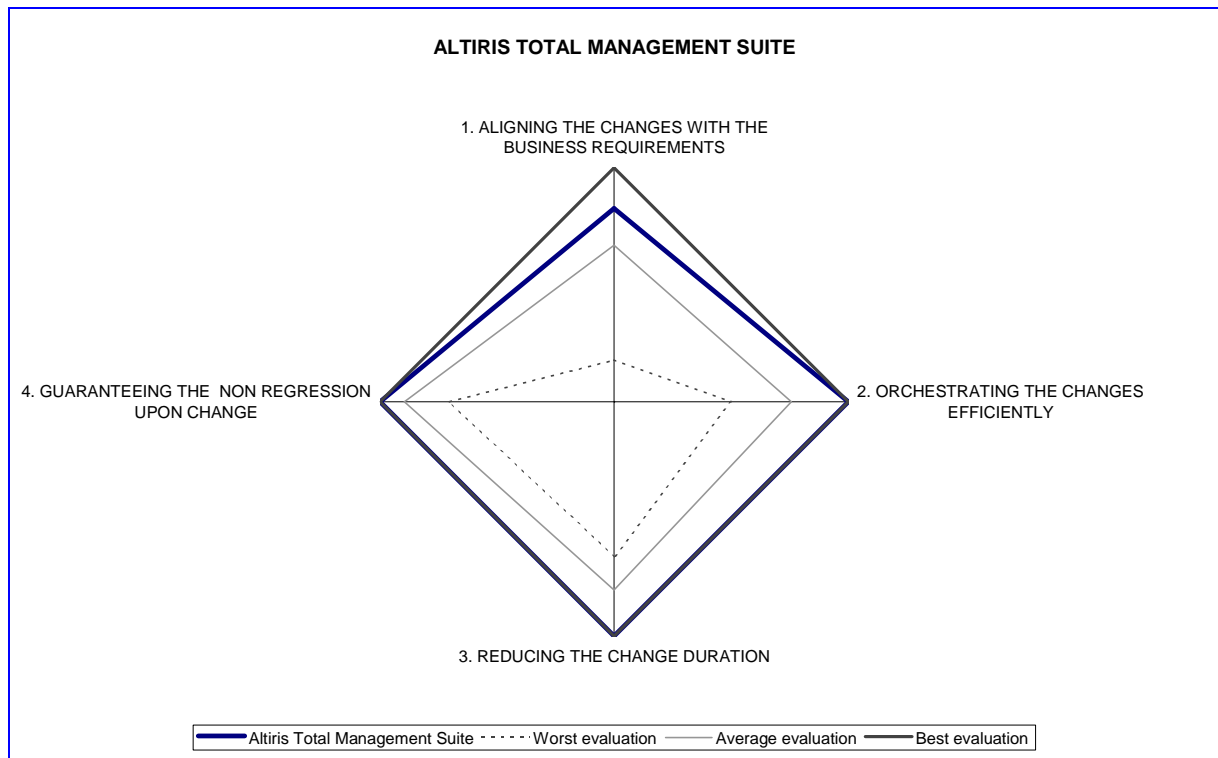 ALTIRIS TOTAL MANAGEMENT SUITE
1. ALIGNING THE CHANGES WITH THE
BUSINESS REQUIREMENTS
4. GUARANTEEING THE  NON REGRESSION
UPON CHANGE
2. ORCHESTRATING THE CHANGES
EFFICIENTLY
3. REDUCING THE CHANGE DURATION
Altiris Total Management Suite Worst evaluation Average evaluation Best evaluation